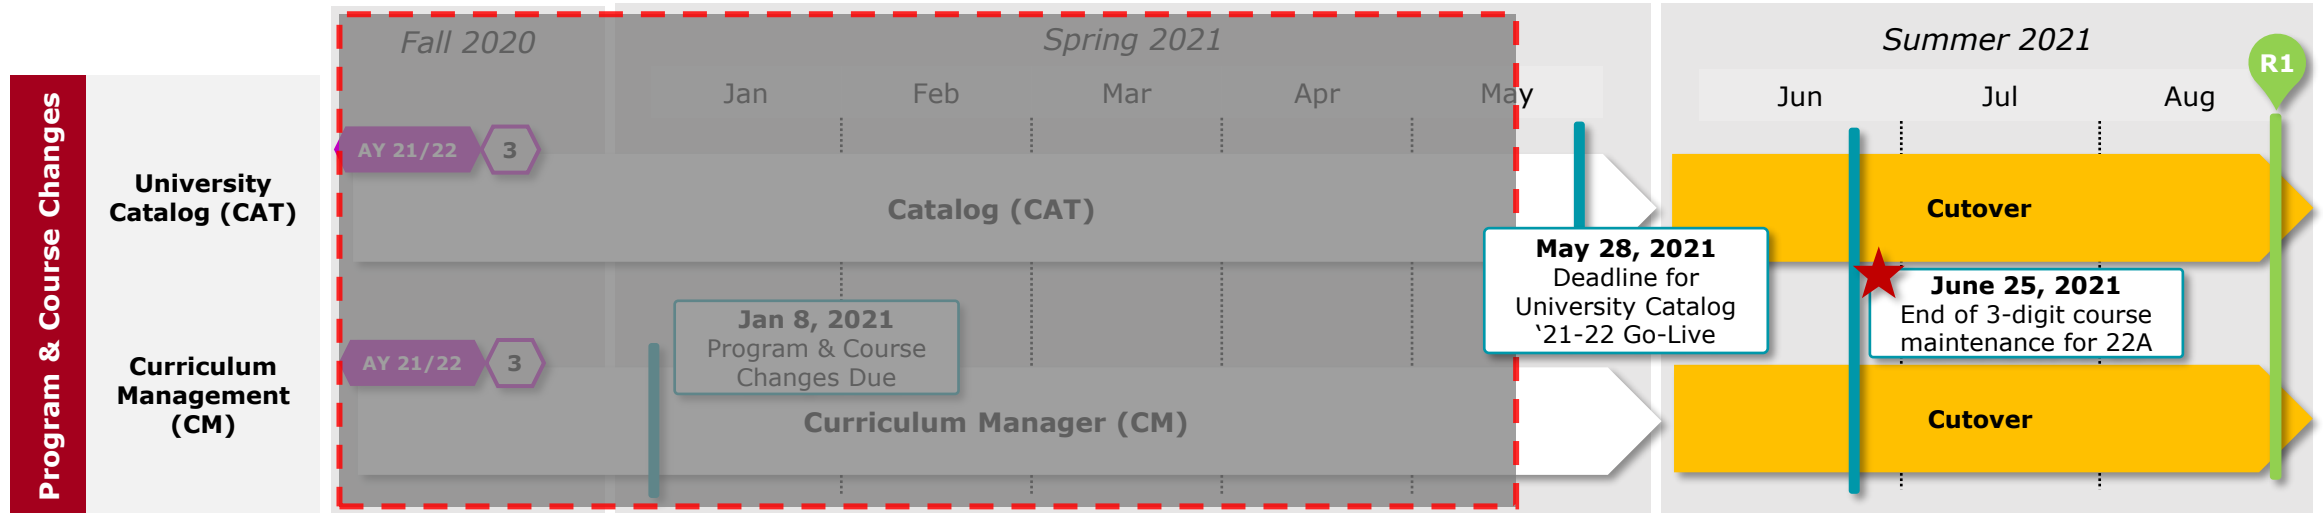 Fall 2020
Spring 2021
Summer 2021
R1
Jan
Feb
Mar
Apr
May
Jun
Jul
Aug
Program & Course Changes
AY 21/22
3
University
Catalog (CAT)
Catalog (CAT)
Cutover
May 28, 2021
Deadline for
University Catalog
‘21-22 Go-Live
June 25, 2021
End of 3-digit course
maintenance for 22A
Jan 8, 2021
Program & Course
Changes Due
AY 21/22
3
Curriculum
Management
(CM)
Curriculum Manager (CM)
Cutover